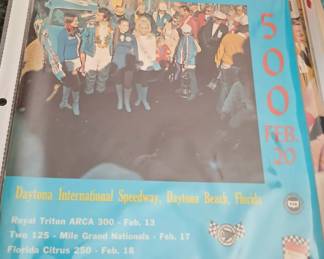 500
FEB.
20
Daytona International Speedway, Daytona Beach, Florida
Royal Triton ARCA 300 - Feb. 13
Two 125 - Mile Grand Nationals - Feb. 17
Florida Citrus 250 - Feb. 18